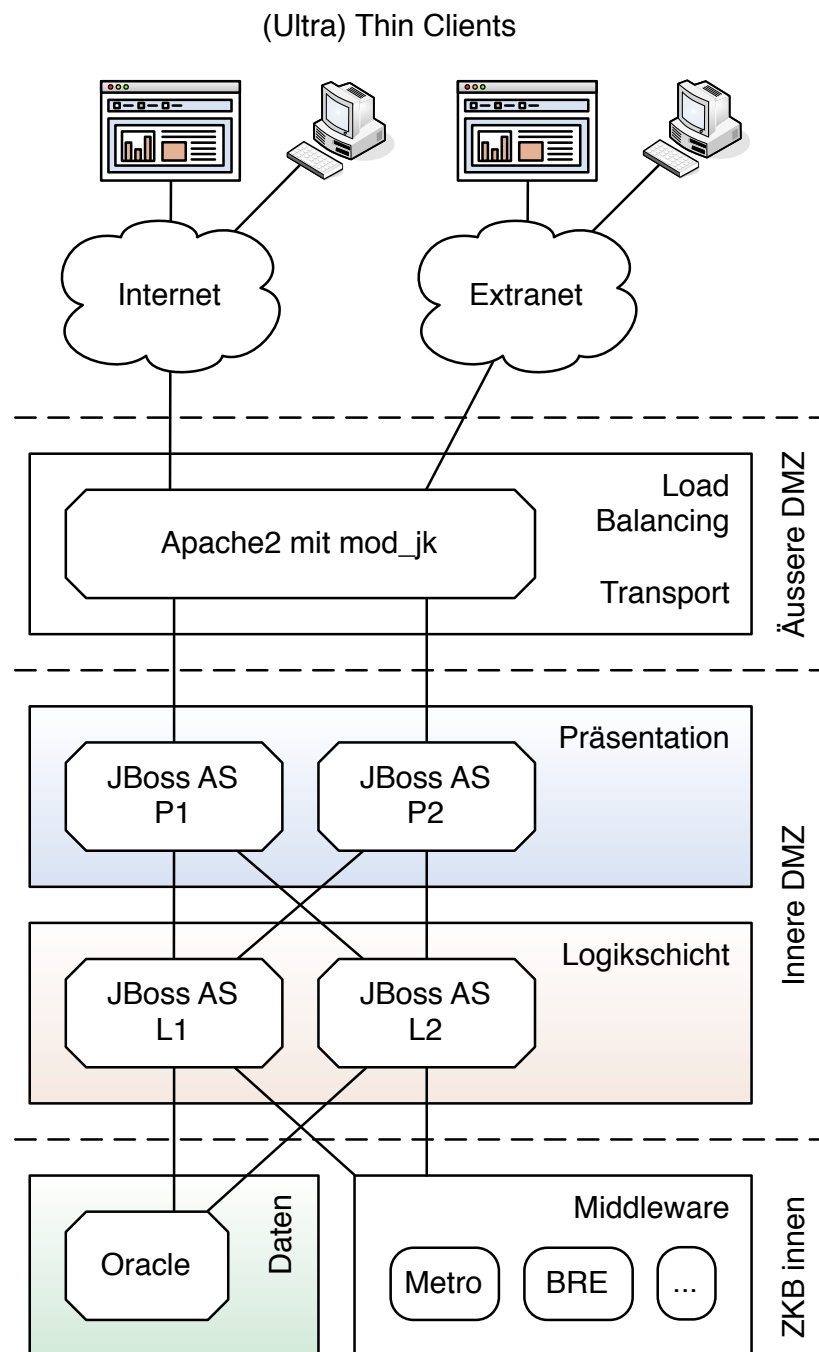 (Ultra) Thin Clients
Internet
Extranet
Äussere DMZ
Load
Balancing
Apache2 mit mod_jk
Transport
Innere DMZ
Präsentation
JBoss AS
P1
JBoss AS
P2
Logikschicht
JBoss AS
L1
JBoss AS
L2
ZKB innen
Daten
Oracle
Middleware
Metro
BRE
...